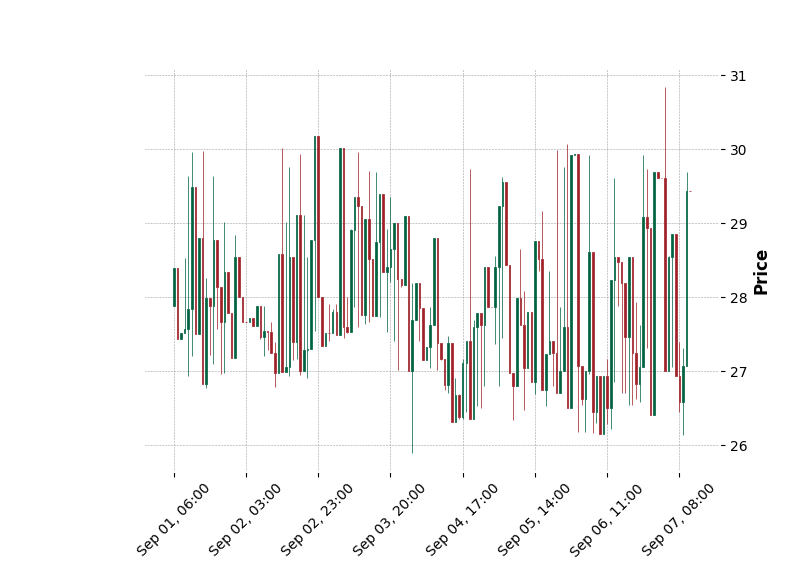 31
30
29
28
27
26
Price
Sep 01, 06:00
Sep 02, 03:00
Sep 02, 23:00
Sep 03, 20:00
Sep 04, 17:00
Sep 05, 14:00
Sep 06, 11:00
Sep 07, 08:00